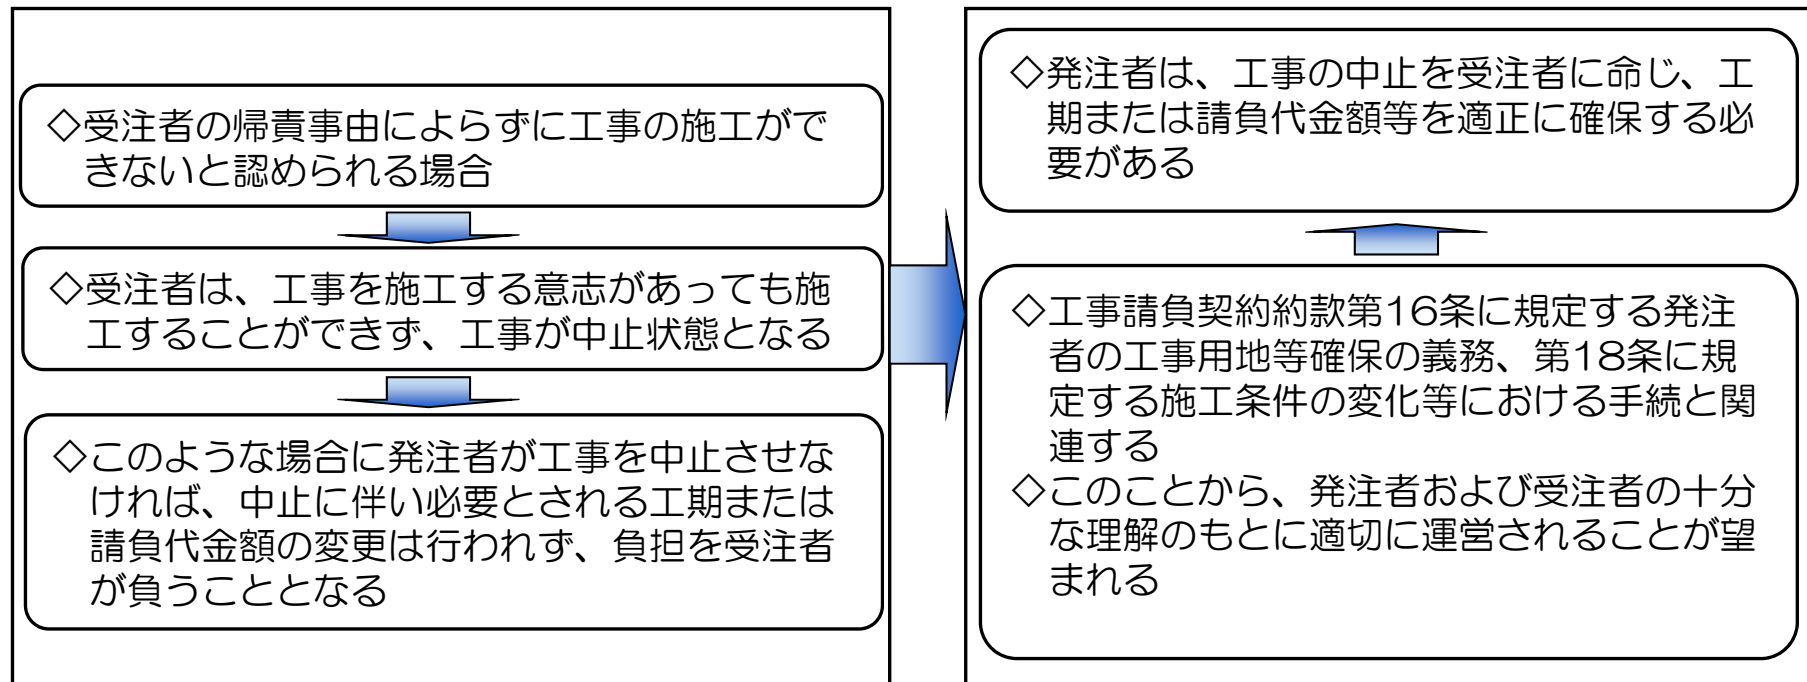 ◇受注者の帰責事由によらずに工事の施工がで
きないと認められる場合
◇受注者は、工事を施工する意志があっても施
工することができず、工事が中止状態となる
◇このような場合に発注者が工事を中止させな
ければ、中止に伴い必要とされる工期または
請負代金額の変更は行われず、負担を受注者
が負うこととなる
◇発注者は、工事の中止を受注者に命じ、工
期または請負代金額等を適正に確保する必
要がある
◇工事請負契約約款第16条に規定する発注
者の工事用地等確保の義務、第18条に規
定する施工条件の変化等における手続と関
連する
◇このことから、発注者および受注者の十分
な理解のもとに適切に運営されることが望
まれる